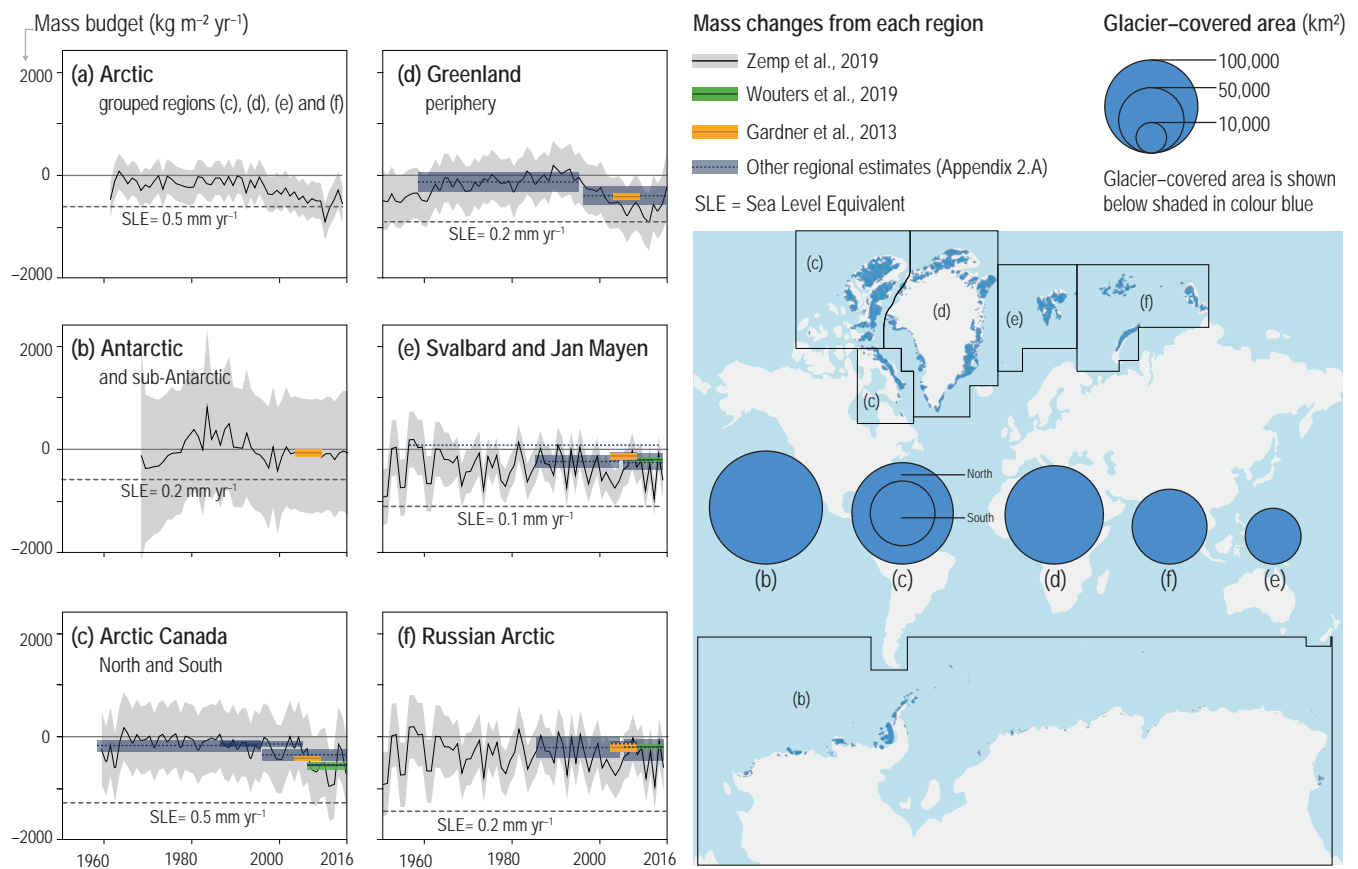 Mass budget (kg m⁻² yr⁻¹)
2000
0
−2000
(a) Arctic
grouped regions (c), (d), (e) and (f)
SLE = 0.5 mm yr⁻¹
(d) Greenland
periphery
SLE = 0.2 mm yr⁻¹
2000
0
−2000
(b) Antarctic
and sub-Antarctic
SLE= 0.2 mm yr⁻¹
(e) Svalbard and Jan Mayen
SLE = 0.1 mm yr⁻¹
2000
0
−2000
(c) Arctic Canada
North and South
SLE= 0.5 mm yr⁻¹
1960
1980
2000
2016
(f) Russian Arctic
SLE = 0.2 mm yr⁻¹
1960
1980
2000
2016
Mass changes from each region
Zemp et al., 2019
Wouters et al., 2019
Gardner et al., 2013
Other regional estimates (Appendix 2.A)
SLE = Sea Level Equivalent
Glacier–covered area (km²)
100,000
50,000
10,000
Glacier–covered area is shown
below shaded in colour blue
(c)
(d)
(e)
(f)
(c)
North
South
(b)
(c)
(d)
(f)
(e)
(b)